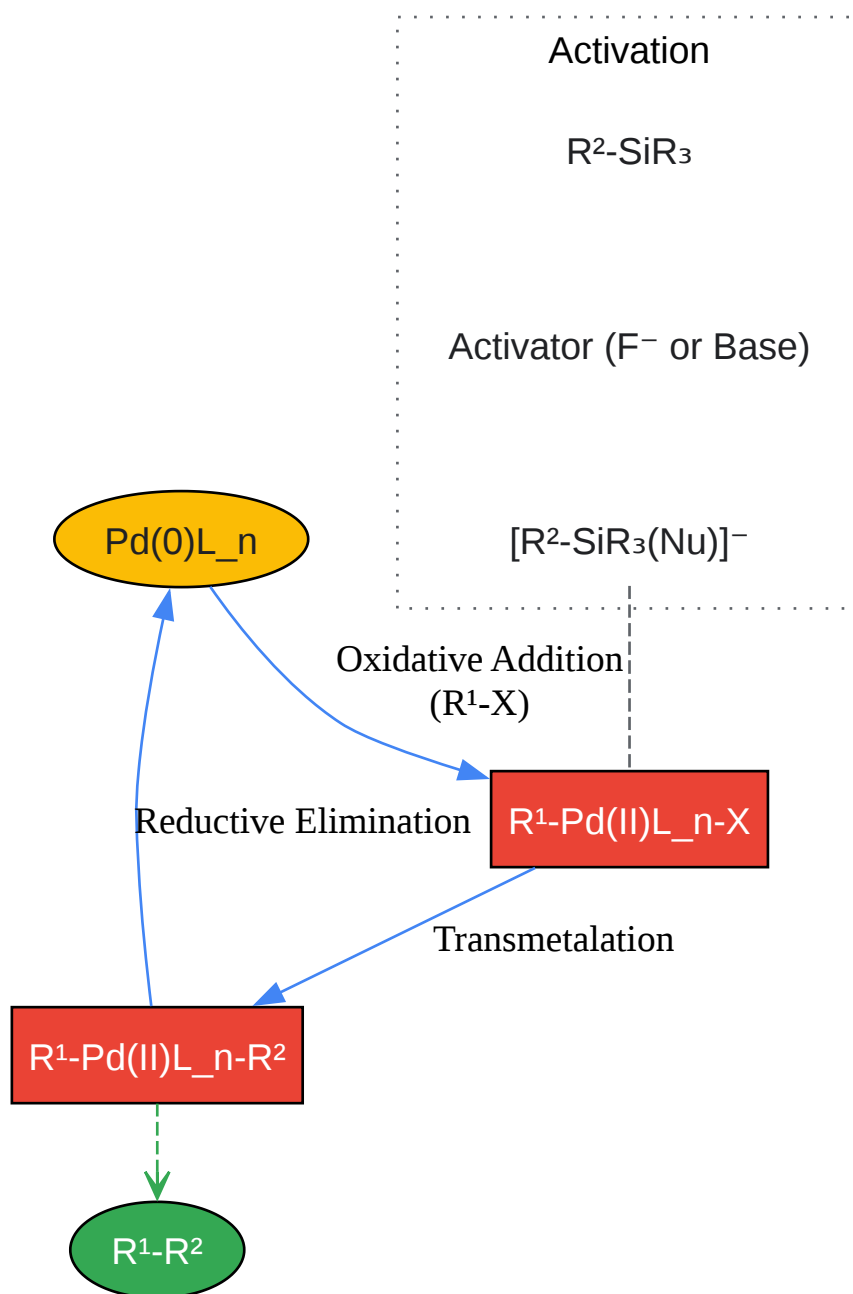 Activation
R²-SiR₃
Activator (F⁻ or Base)
[R²-SiR₃(Nu)]⁻
Pd(0)L_n
Oxidative Addition
(R¹-X)
R¹-Pd(II)L_n-X
Reductive Elimination
Transmetalation
R¹-Pd(II)L_n-R²
R¹-R²